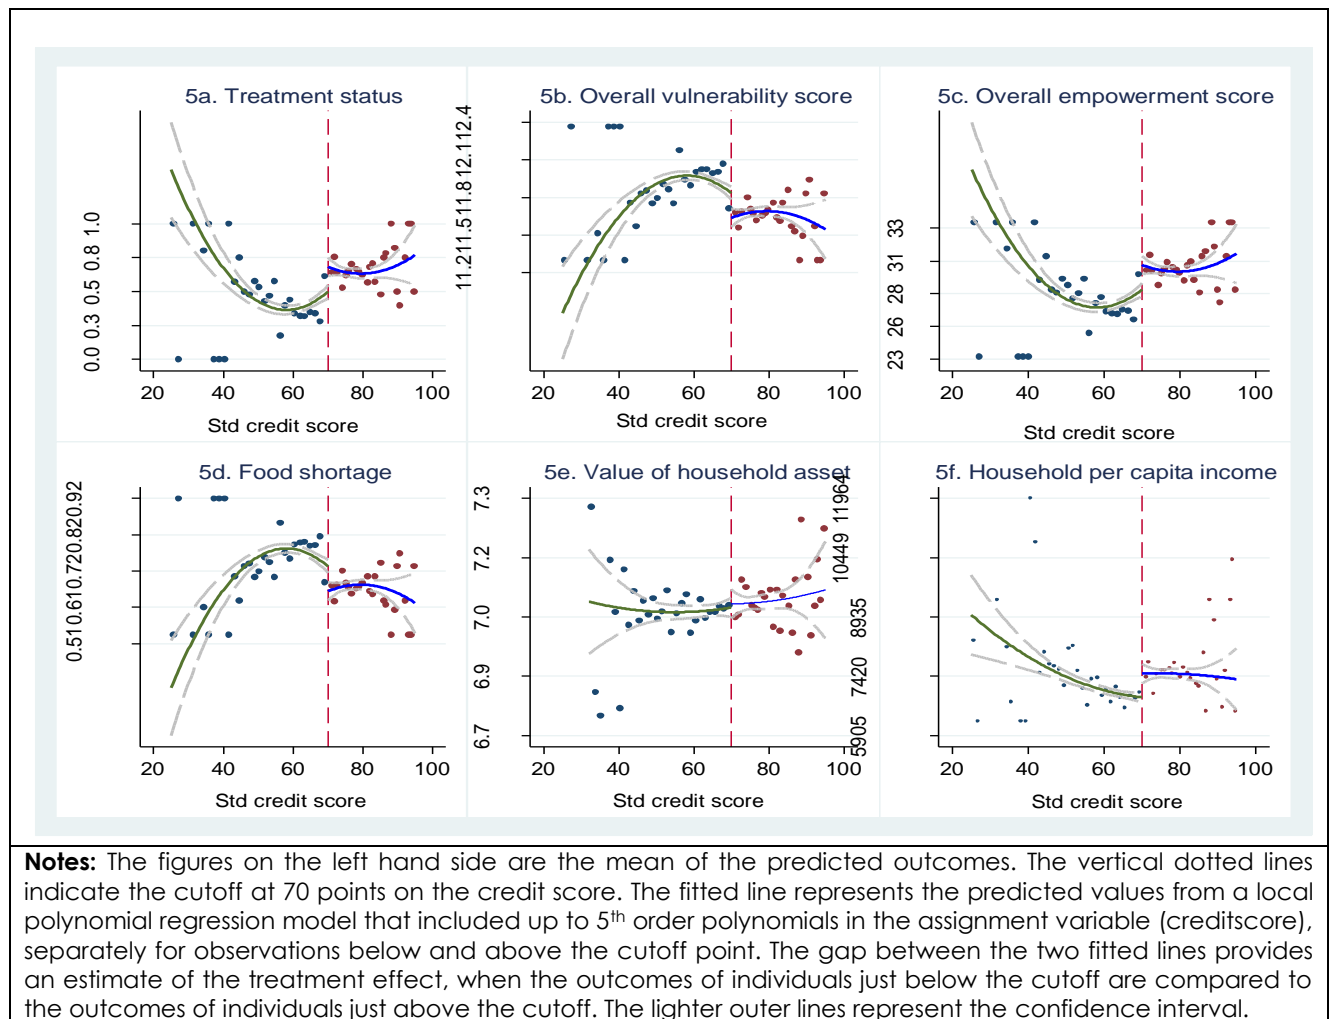 5a. Treatment status
0.0 0.3 0.5 0.8 1.0
20 40 60 80 100
Std credit score
5b. Overall vulnerability score
11.211.511.812.112.4
20 40 60 80 100
Std credit score
5c. Overall empowerment score
33
31
28
26
23
20 40 60 80 100
Std credit score
5d. Food shortage
0.510.610.720.820.92
20 40 60 80 100
Std credit score
5e. Value of household asset
7.3
7.2
7.0
6.9
6.7
20 40 60 80 100
Std credit score
5f. Household per capita income
5905 7420 8935 10449 11964
20 40 60 80 100
Std credit score
Notes: The figures on the left hand side are the mean of the predicted outcomes. The vertical dotted lines
indicate the cutoff at 70 points on the credit score. The fitted line represents the predicted values from a local
polynomial regression model that included up to 5th order polynomials in the assignment variable (creditscore),
separately for observations below and above the cutoff point. The gap between the two fitted lines provides
an estimate of the treatment effect, when the outcomes of individuals just below the cutoff are compared to
the outcomes of individuals just above the cutoff. The lighter outer lines represent the confidence interval.